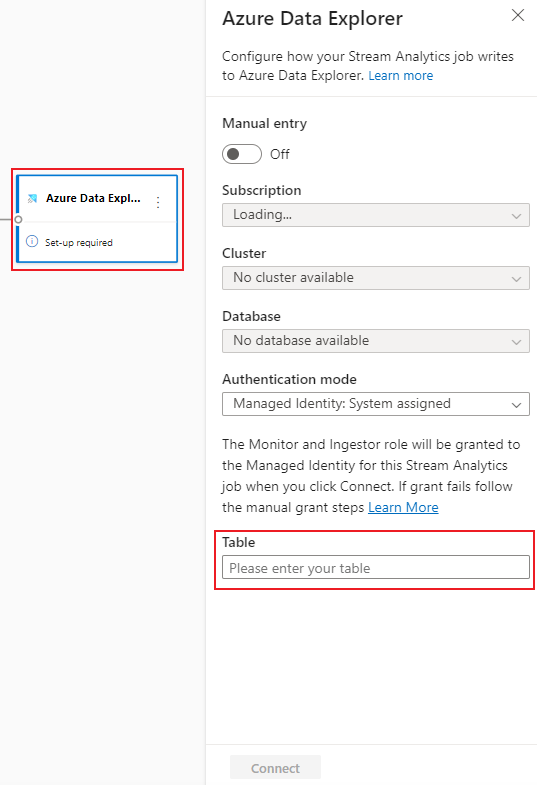 Azure Data Explorer
Configure how your Stream Analytics job writes
to Azure Data Explorer. Learn more
Manual entry
Off
Subscription
Loading...
Azure Data Expl...
Set-up required
Cluster
No cluster available
Database
No database available
Authentication mode
Managed Identity: System assigned
The Monitor and Ingestor role will be granted to
the Managed Identity for this Stream Analytics
job when you click Connect. If grant fails follow
the manual grant steps Learn More
Table
Please enter your table
Connect